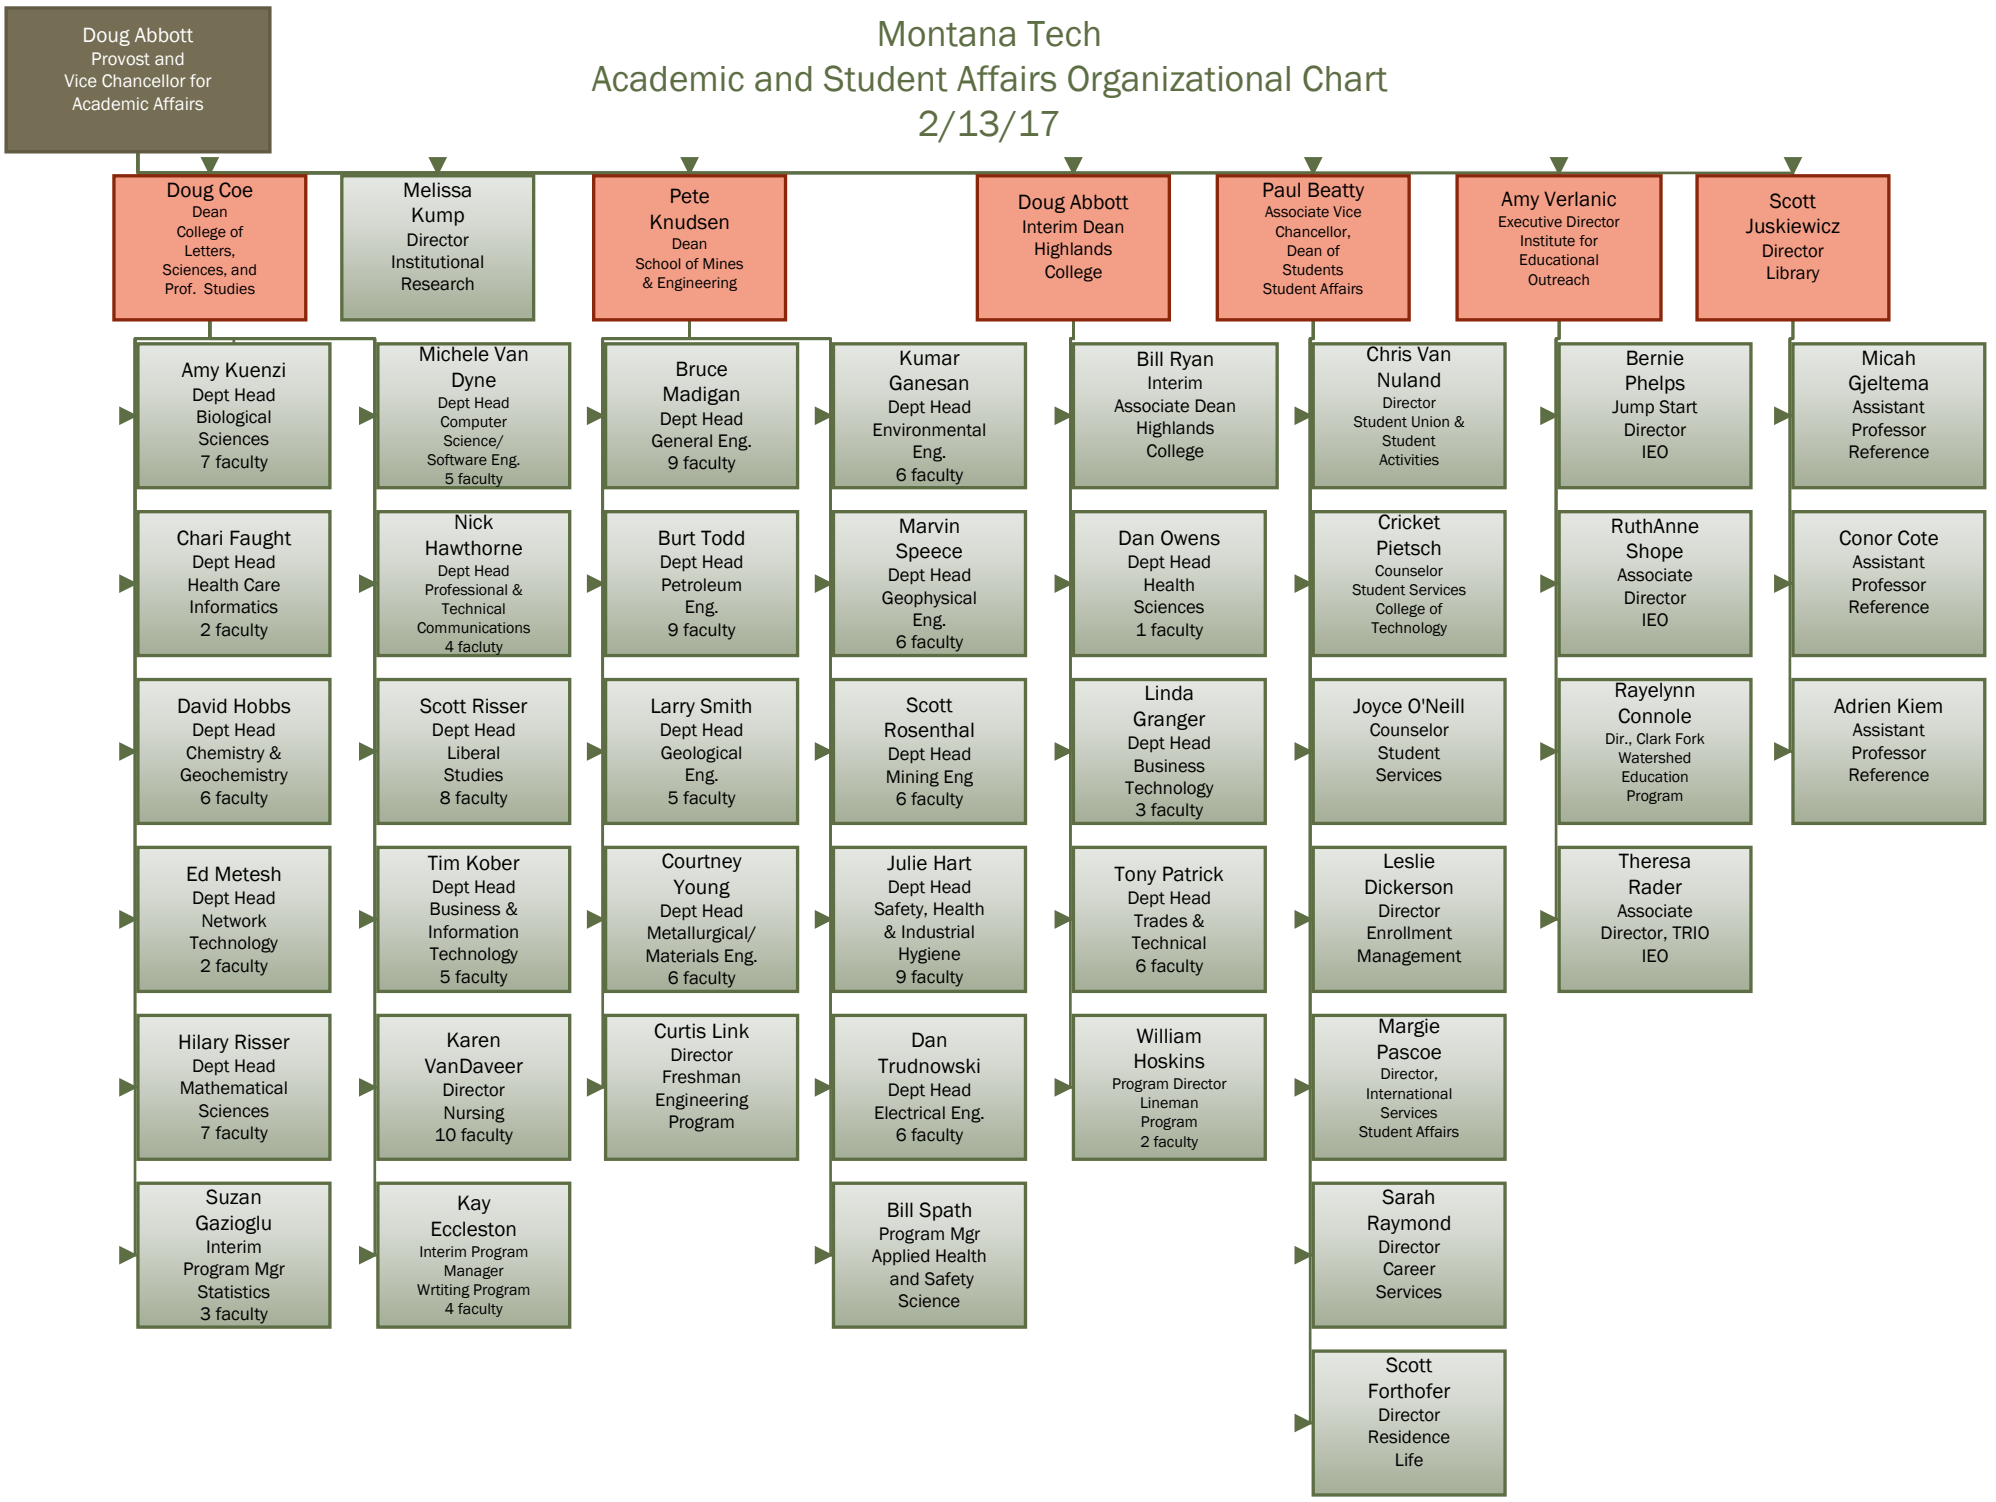 Doug Abbott
Provost and
Vice Chancellor for
Academic Affairs
Montana Tech
Academic and Student Affairs Organizational Chart
2/13/17
Doug Coe
Dean
College of
Letters,
Sciences, and
Prof. Studies
Melissa
Kump
Director
Institutional
Research
Pete
Knudsen
Dean
School of Mines
& Engineering
Doug Abbott
Interim Dean
Highlands
College
Paul Beatty
Associate Vice
Chancellor,
Dean of
Students
Student Affairs
Amy Verlanic
Executive Director
Institute for
Educational
Outreach
Scott
Juskiewicz
Director
Library
Amy Kuenzi
Dept Head
Biological
Sciences
7 faculty
Michele Van
Dyne
Dept Head
Computer
Science/
Software Eng.
5 faculty
Bruce
Madigan
Dept Head
General Eng.
9 faculty
Kumar
Ganesan
Dept Head
Environmental
Eng.
6 faculty
Bill Ryan
Interim
Associate Dean
Highlands
College
Chris Van
Nuland
Director
Student Union &
Student
Activities
Bernie
Phelps
Jump Start
Director
IEO
Micah
Gjeltema
Assistant
Professor
Reference
Chari Faught
Dept Head
Health Care
Informatics
2 faculty
Nick
Hawthorne
Dept Head
Professional &
Technical
Communications
4 facluty
Burt Todd
Dept Head
Petroleum
Eng.
9 faculty
Marvin
Speece
Dept Head
Geophysical
Eng.
6 faculty
Dan Owens
Dept Head
Health
Sciences
1 faculty
Cricket
Pietsch
Counselor
Student Services
College of
Technology
RuthAnne
Shope
Associate
Director
IEO
Conor Cote
Assistant
Professor
Reference
David Hobbs
Dept Head
Chemistry &
Geochemistry
6 faculty
Scott Risser
Dept Head
Liberal
Studies
8 faculty
Larry Smith
Dept Head
Geological
Eng.
5 faculty
Scott
Rosenthal
Dept Head
Mining Eng
6 faculty
Linda
Granger
Dept Head
Business
Technology
3 faculty
Joyce O'Neill
Counselor
Student
Services
Rayelynn
Connole
Dir., Clark Fork
Watershed
Education
Program
Adrien Kiem
Assistant
Professor
Reference
Ed Metesh
Dept Head
Network
Technology
2 faculty
Tim Kober
Dept Head
Business &
Information
Technology
5 faculty
Courtney
Young
Dept Head
Metallurgical/
Materials Eng.
6 faculty
Julie Hart
Dept Head
Safety, Health
& Industrial
Hygiene
9 faculty
Tony Patrick
Dept Head
Trades &
Technical
6 faculty
Leslie
Dickerson
Director
Enrollment
Management
Theresa
Rader
Associate
Director, TRIO
IEO
Hilary Risser
Dept Head
Mathematical
Sciences
7 faculty
Karen
VanDaveer
Director
Nursing
10 faculty
Curtis Link
Director
Freshman
Engineering
Program
Dan
Trudnowski
Dept Head
Electrical Eng.
6 faculty
William
Hoskins
Program Director
Lineman
Program
2 faculty
Margie
Pascoe
Director,
International
Services
Student Affairs
Suzan
Gazioglu
Interim
Program Mgr
Statistics
3 faculty
Kay
Eccleston
Interim Program
Manager
Wrtiting Program
4 faculty
Bill Spath
Program Mgr
Applied Health
and Safety
Science
Sarah
Raymond
Director
Career
Services
Scott
Forthofer
Director
Residence
Life